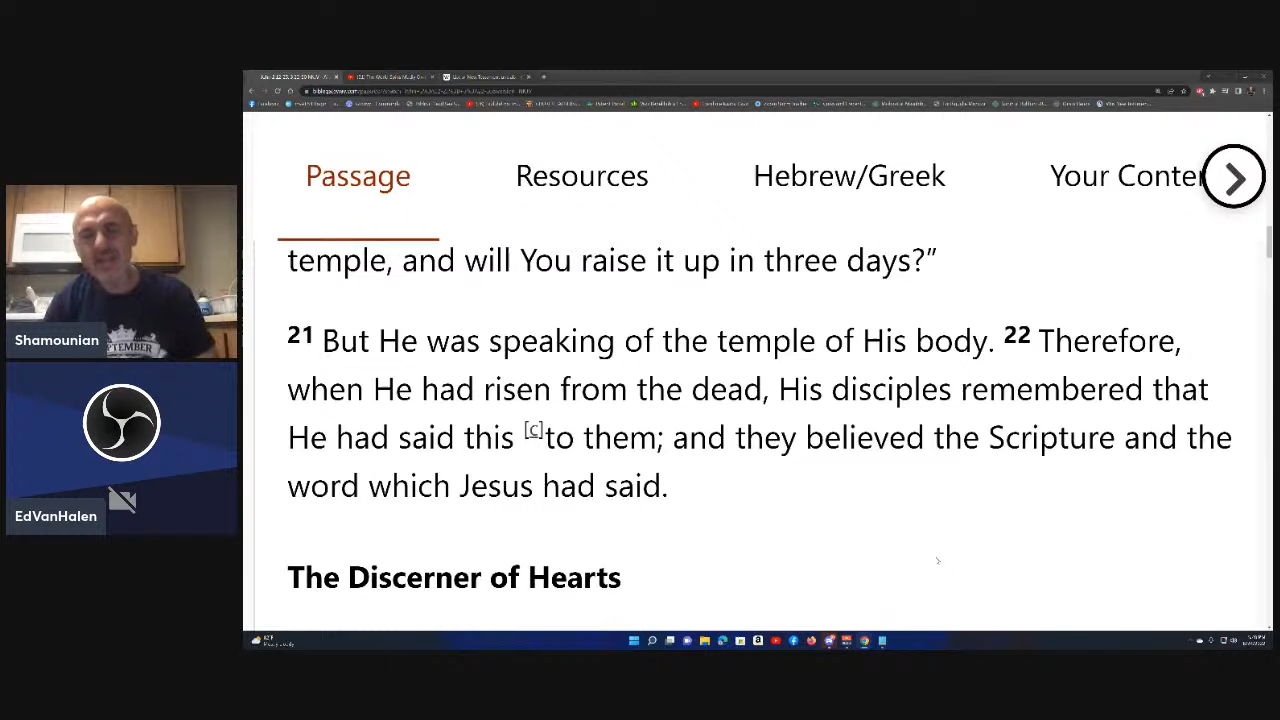 Passage
Resources
Hebrew/Greek
Your Conten
temple, and will You raise it up in three days?”
21 But He was speaking of the temple of His body. 22 Therefore,
when He had risen from the dead, His disciples remembered that
He had said this [c]to them; and they believed the Scripture and the
word which Jesus had said.
The Discerner of Hearts
Shamounian
PTEMBER
EdVanHalen